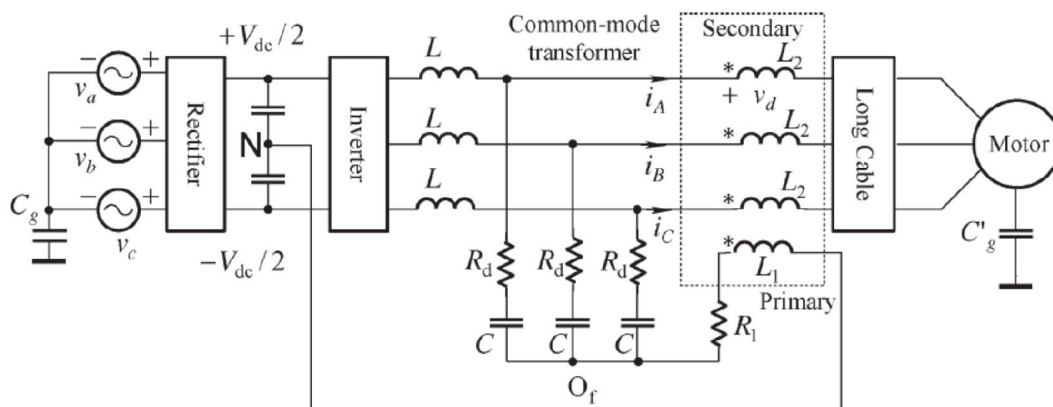 +V_dc/2
L
Common-mode
transformer
Secondary
L_2
− +
v_a
Rectifier
Inverter
i_A
*
+ v_d
Long Cable
L
L_2
− +
v_b
N
i_B
*
Motor
L
L_2
− +
C_g
v_c
i_C
*
−V_dc/2
R_d
R_d
R_d
*
L_1
Primary
C"_g
C
C
C
R_1
O_f